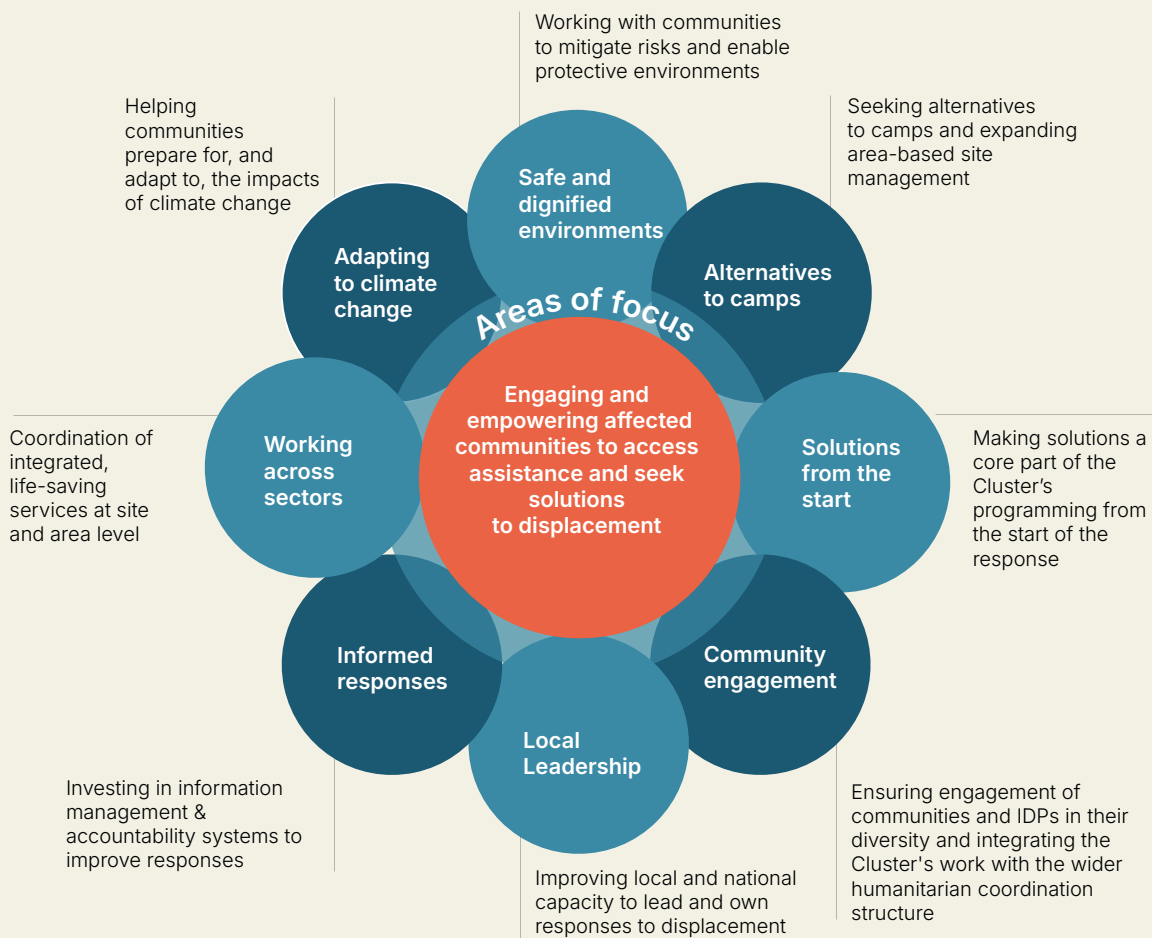 Working with communities
to mitigate risks and enable
protective environments
Helping
communities
prepare for, and
adapt to, the impacts
of climate change
Seeking alternatives
to camps and expanding
area-based site
management
Safe and
dignified
environments
Adapting
to climate
change
Alternatives
to camps
Areas of focus
Engaging and
empowering affected
communities to access
assistance and seek
solutions
to displacement
Coordination of
integrated,
life-saving
services at site
and area level
Working
across
sectors
Solutions
from the
start
Making solutions a
core part of the
Cluster’s
programming from
the start of the
response
Informed
responses
Community
engagement
Local
Leadership
Investing in information
management &
accountability systems to
improve responses
Ensuring engagement of
communities and IDPs in their
diversity and integrating the
Cluster's work with the wider
humanitarian coordination
structure
Improving local and national
capacity to lead and own
responses to displacement